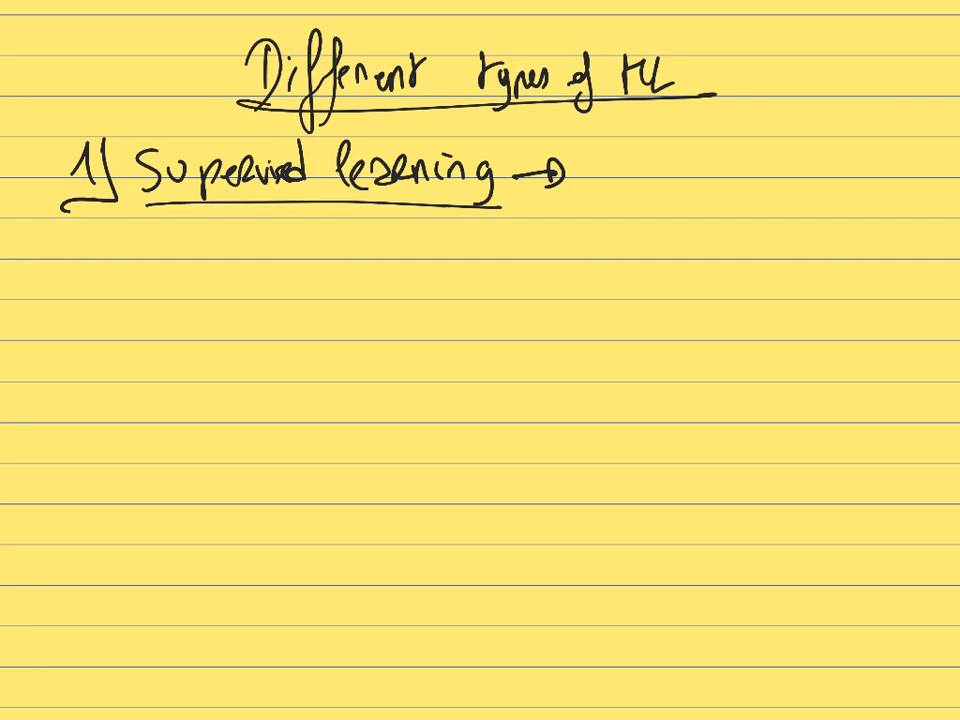 Different types of ML
1) Supervised learning →